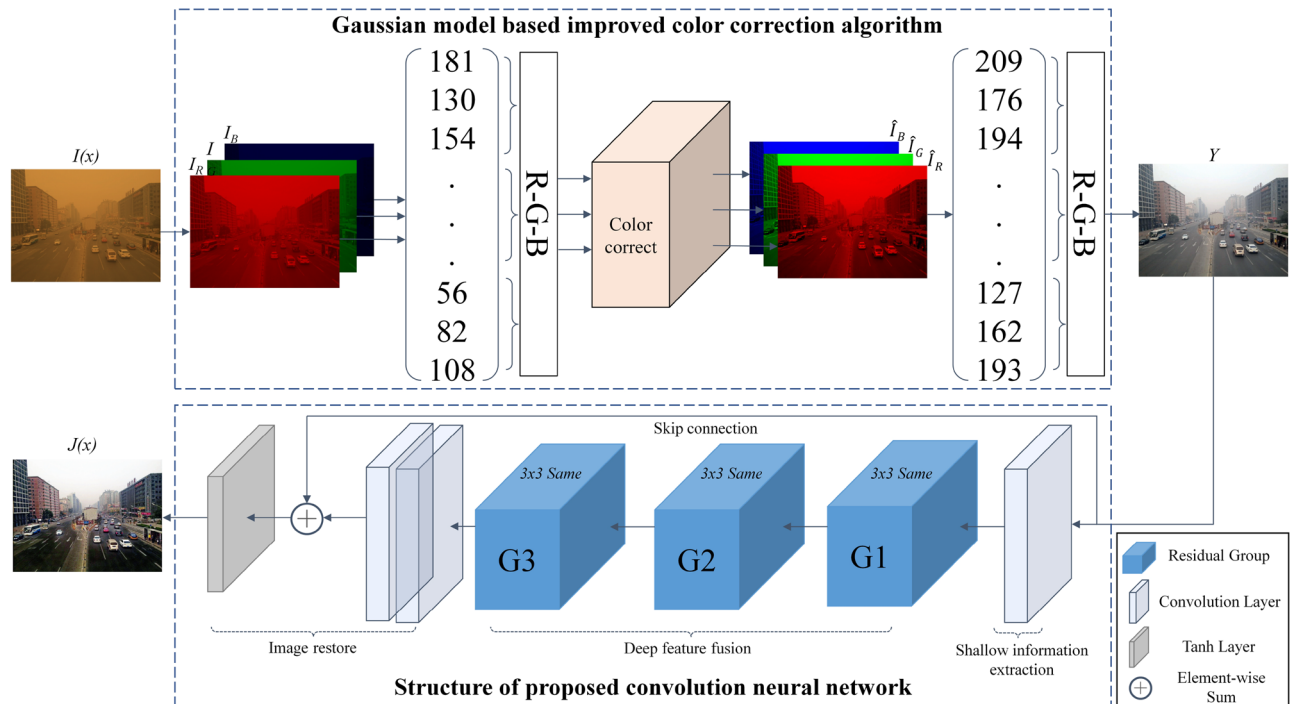 Gaussian model based improved color correction algorithm
I(x)
I_R
I
I_B
181
130
154
.
.
.
56
82
108
R-G-B
Color
correct
Î_B
Î_G
Î_R
209
176
194
.
.
.
127
162
193
R-G-B
Y
J(x)
Skip connection
3x3 Same
G3
3x3 Same
G2
3x3 Same
G1
Image restore
Deep feature fusion
Shallow information
extraction
Structure of proposed convolution neural network
Residual Group
Convolution Layer
Tanh Layer
Element-wise
Sum